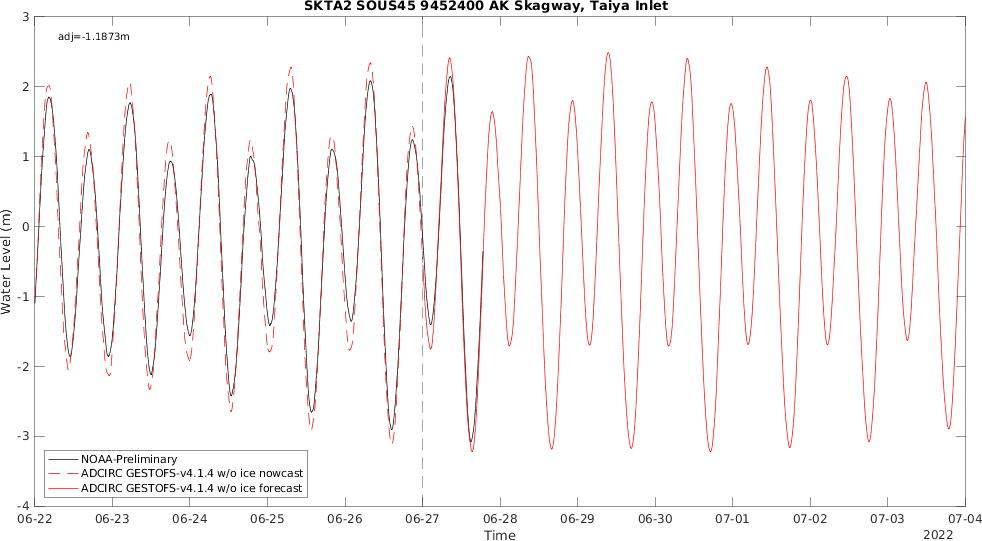 SKTA2 SOUS45 9452400 AK Skagway, Taiya Inlet
adj=-1.1873m
3
2
1
0
-1
-2
-3
-4
Water Level (m)
NOAA-Preliminary
ADCIRC GESTOFS-v4.1.4 w/o ice nowcast
ADCIRC GESTOFS-v4.1.4 w/o ice forecast
06-22 06-23 06-24 06-25 06-26 06-27 06-28 06-29 06-30 07-01 07-02 07-03 07-04
Time
2022